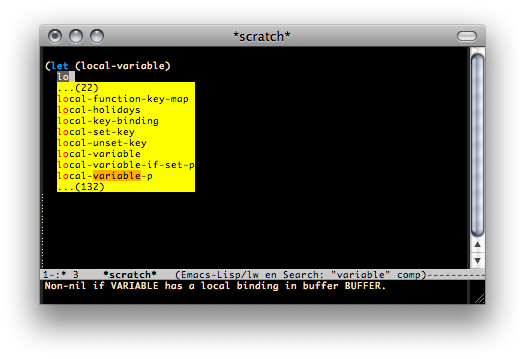 *scratch*
(let (local-variable)
lo
...(22)
local-function-key-map
local-holidays
local-key-binding
local-set-key
local-unset-key
local-variable
local-variable-if-set-p
local-variable-p
...(132)
1-:* 3 *scratch* (Emacs-Lisp/lw en Search: "variable" comp)----------
Non-nil if VARIABLE has a local binding in buffer BUFFER.